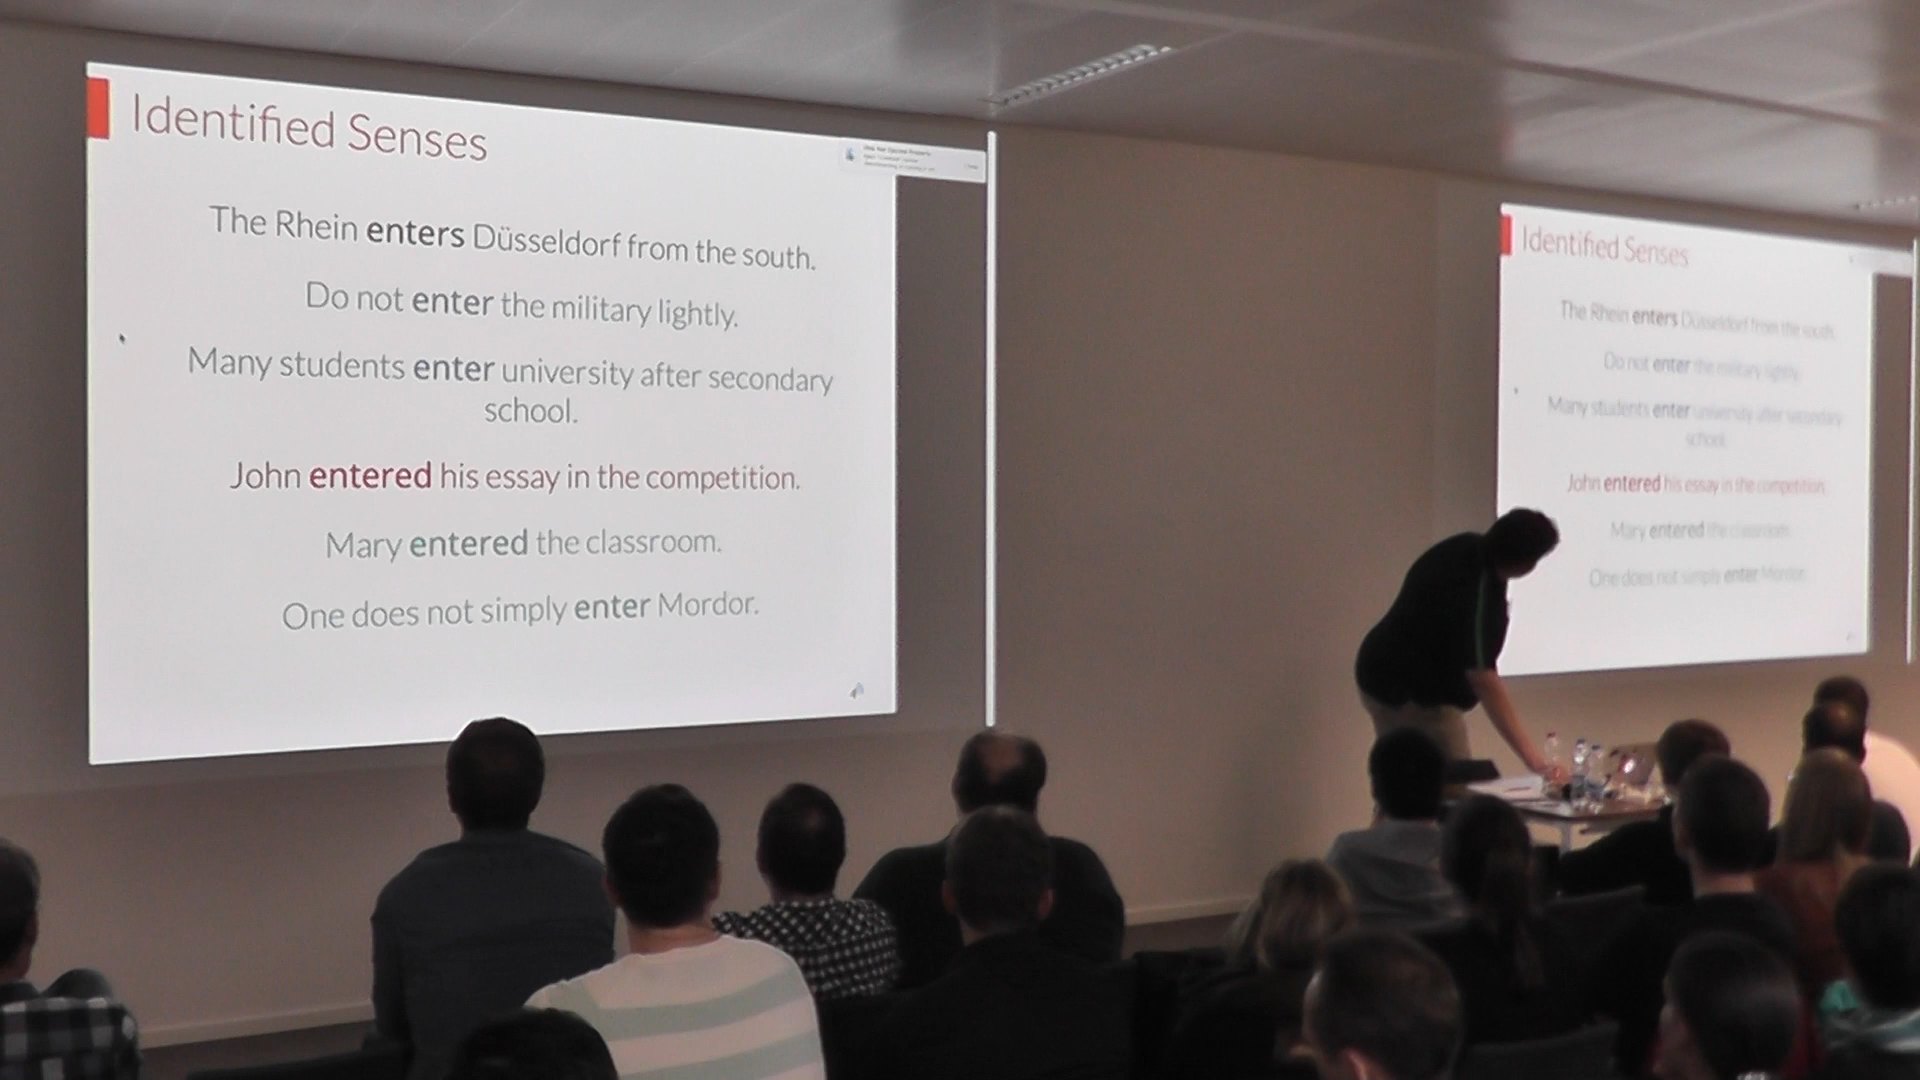 Identified Senses
The Rhein enters Düsseldorf from the south.
Do not enter the military lightly.
Many students enter university after secondary
school.
John entered his essay in the competition.
Mary entered the classroom.
One does not simply enter Mordor.
Identified Senses
The Rhein enters Düsseldorf from the south.
Do not enter the military lightly.
Many students enter university after secondary
school.
John entered his essay in the competition.
Mary entered the classroom.
One does not simply enter Mordor.